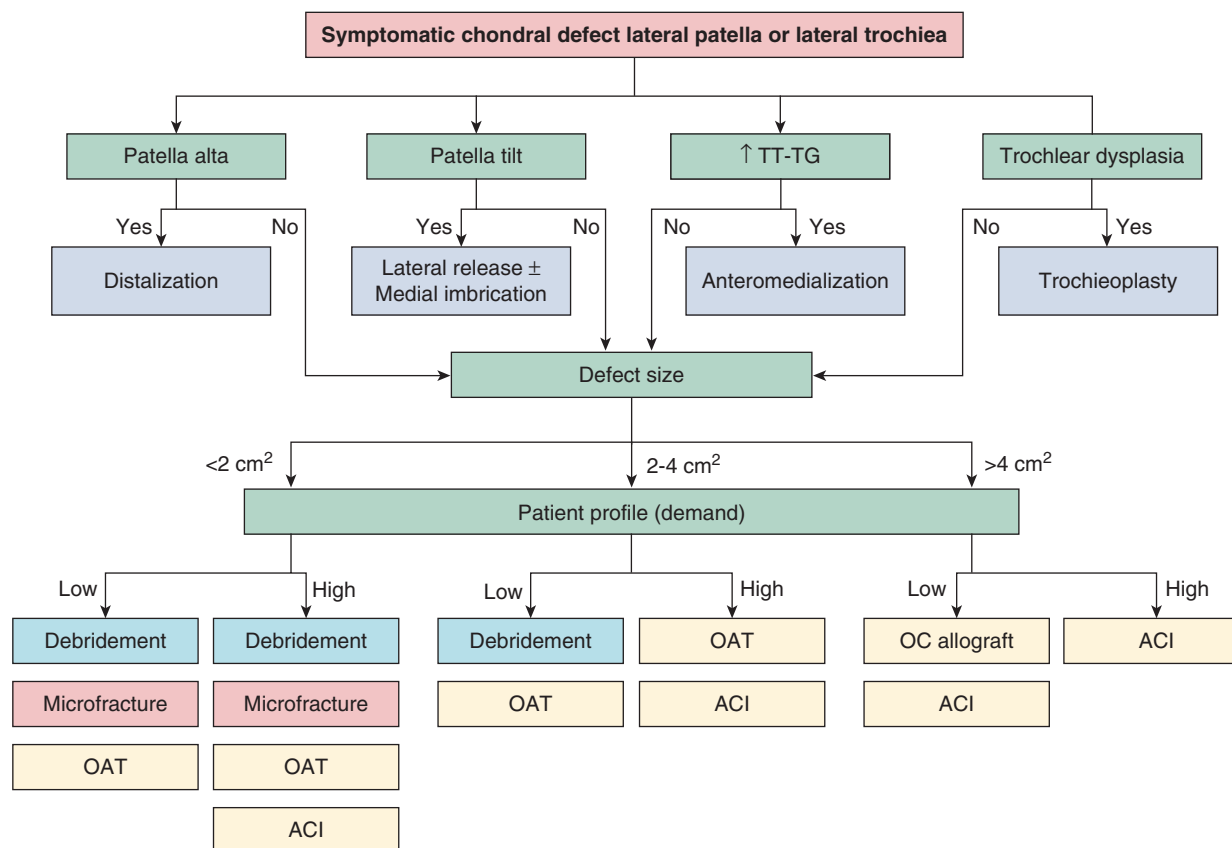 Symptomatic chondral defect lateral patella or lateral trochiea
Patella alta
Patella tilt
↑ TT-TG
Trochlear dysplasia
Yes
No
Yes
No
No
Yes
No
Yes
Distalization
Lateral release ±
Medial imbrication
Anteromedialization
Trochieoplasty
Defect size
<2 cm²
2-4 cm²
>4 cm²
Patient profile (demand)
Low
High
Low
High
Low
High
Debridement
Debridement
Debridement
OAT
OC allograft
ACI
Microfracture
Microfracture
OAT
ACI
ACI
OAT
OAT
ACI